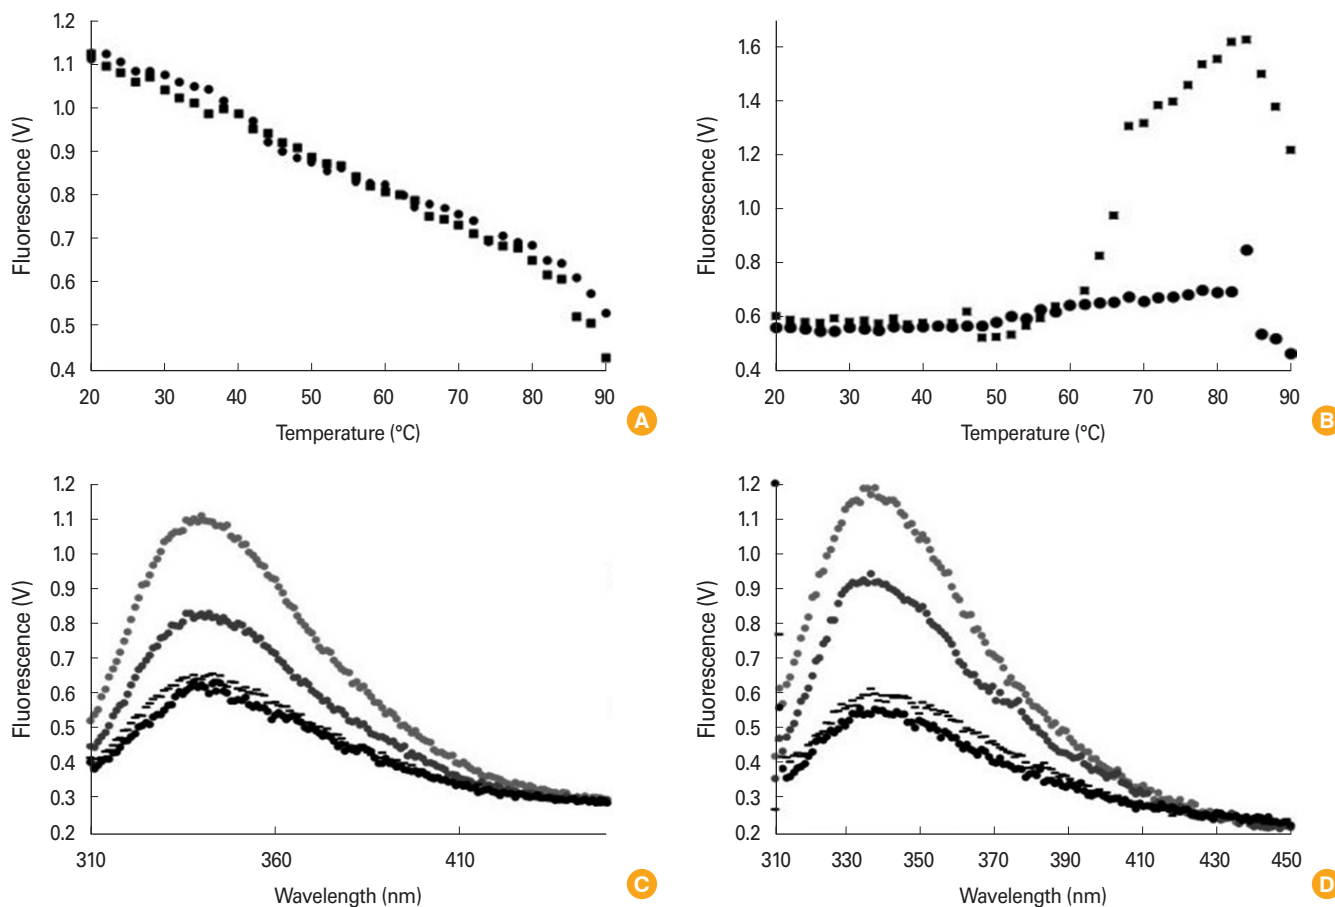 1.2
1.1
1.0
0.9
0.8
0.7
0.6
0.5
0.4
Fluorescence (V)
20 30 40 50 60 70 80 90
Temperature (°C)
A
1.6
1.4
1.2
1.0
0.8
0.6
0.4
Fluorescence (V)
20 30 40 50 60 70 80 90
Temperature (°C)
B
1.2
1.1
1.0
0.9
0.8
0.7
0.6
0.5
0.4
0.3
0.2
Fluorescence (V)
310 360 410
Wavelength (nm)
C
1.2
1.1
1.0
0.9
0.8
0.7
0.6
0.5
0.4
0.3
0.2
Fluorescence (V)
310 330 350 370 390 410 430 450
Wavelength (nm)
D